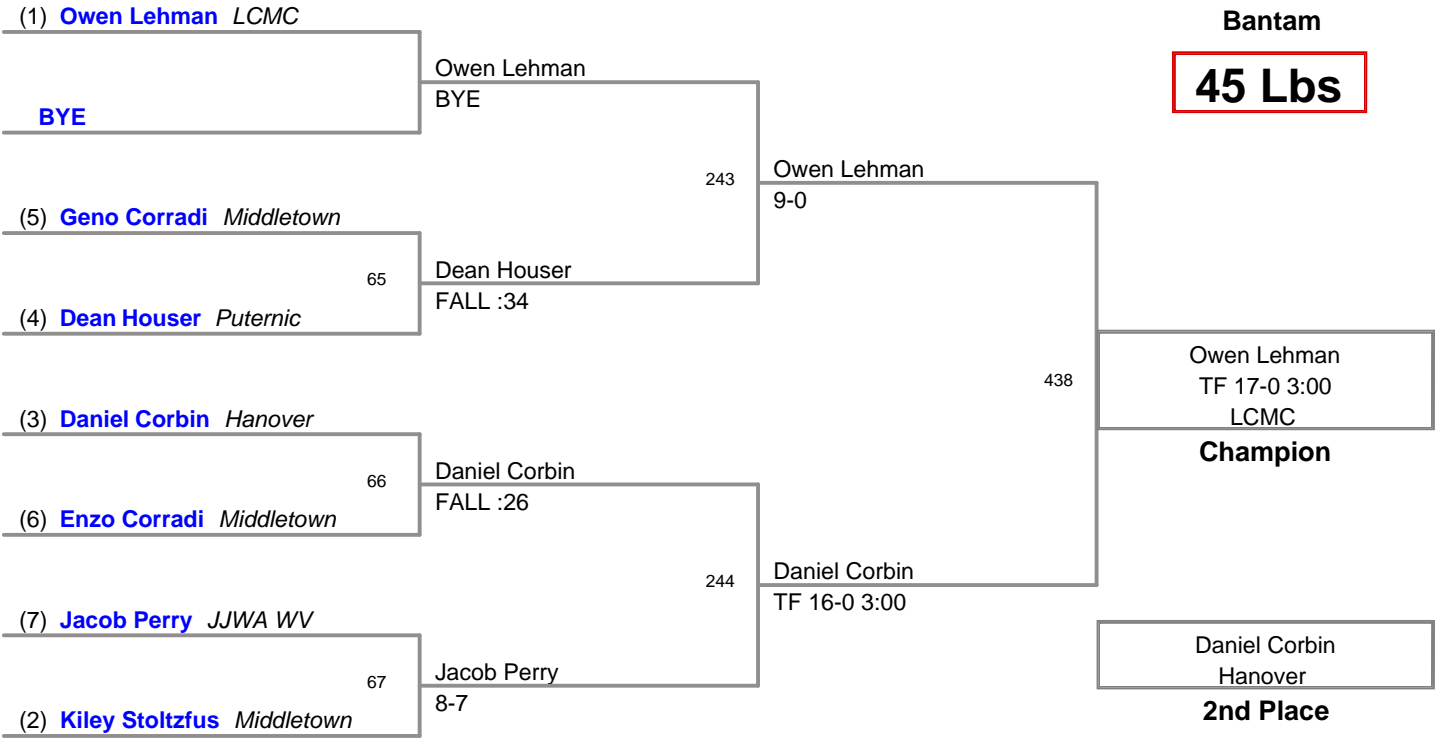 (1) Owen Lehman LCMC
Bantam
Owen Lehman
BYE
45 Lbs
BYE
Owen Lehman
243
9-0
(5) Geno Corradi Middletown
Dean Houser
65
FALL :34
(4) Dean Houser Puternic
Owen Lehman
438
TF 17-0 3:00
LCMC
(3) Daniel Corbin Hanover
Champion
Daniel Corbin
66
FALL :26
(6) Enzo Corradi Middletown
Daniel Corbin
244
TF 16-0 3:00
(7) Jacob Perry JJWA WV
Daniel Corbin
Hanover
Jacob Perry
67
8-7
2nd Place
(2) Kiley Stoltzfus Middletown